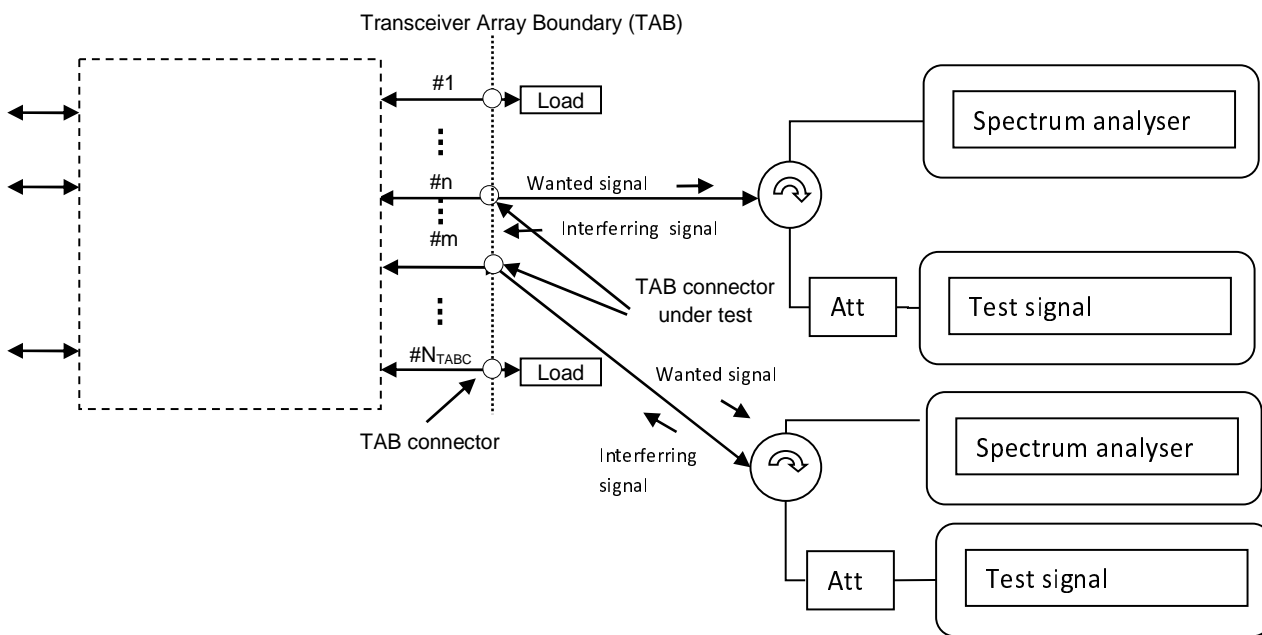 Transceiver Array Boundary (TAB)
#1
Load
Spectrum analyser
#n
Wanted signal
Interferring signal
#m
TAB connector
under test
Att
Test signal
#NTABC
Load
Wanted signal
TAB connector
Interferring
signal
Spectrum analyser
Att
Test signal